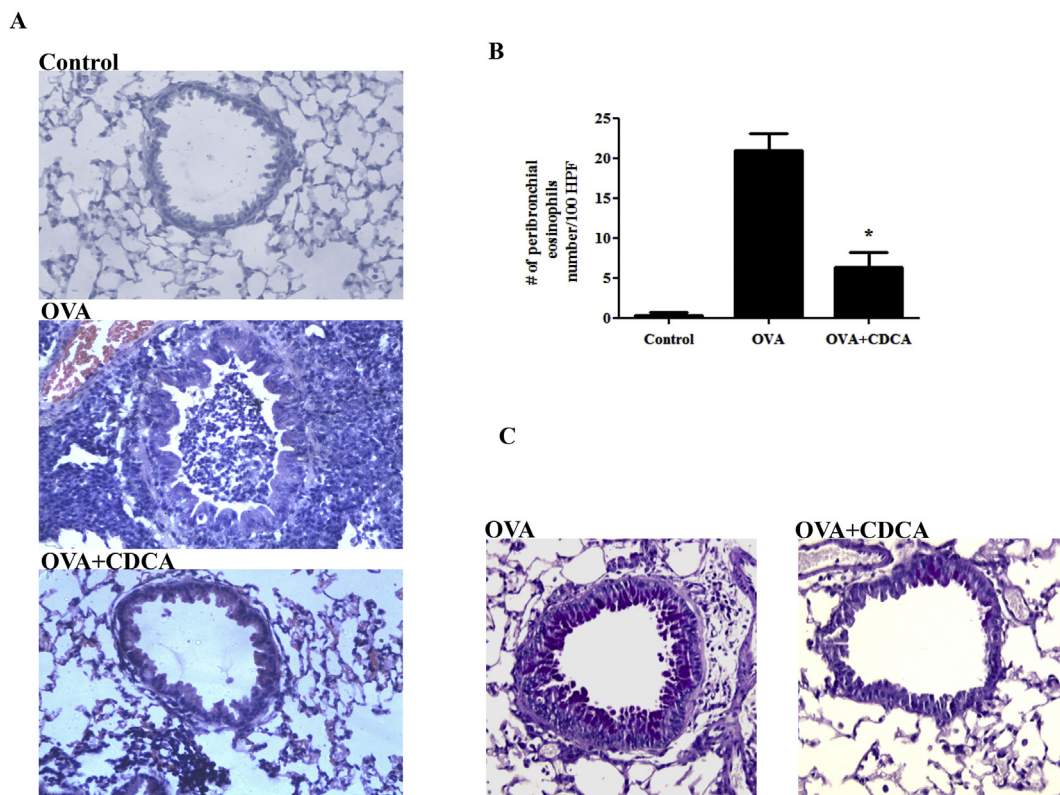 A
Control
OVA
OVA+CDCA
B
# of peribronchial
eosinophils
number/100 HPF
25
20
15
10
5
0
*
Control
OVA
OVA+CDCA
C
OVA
OVA+CDCA